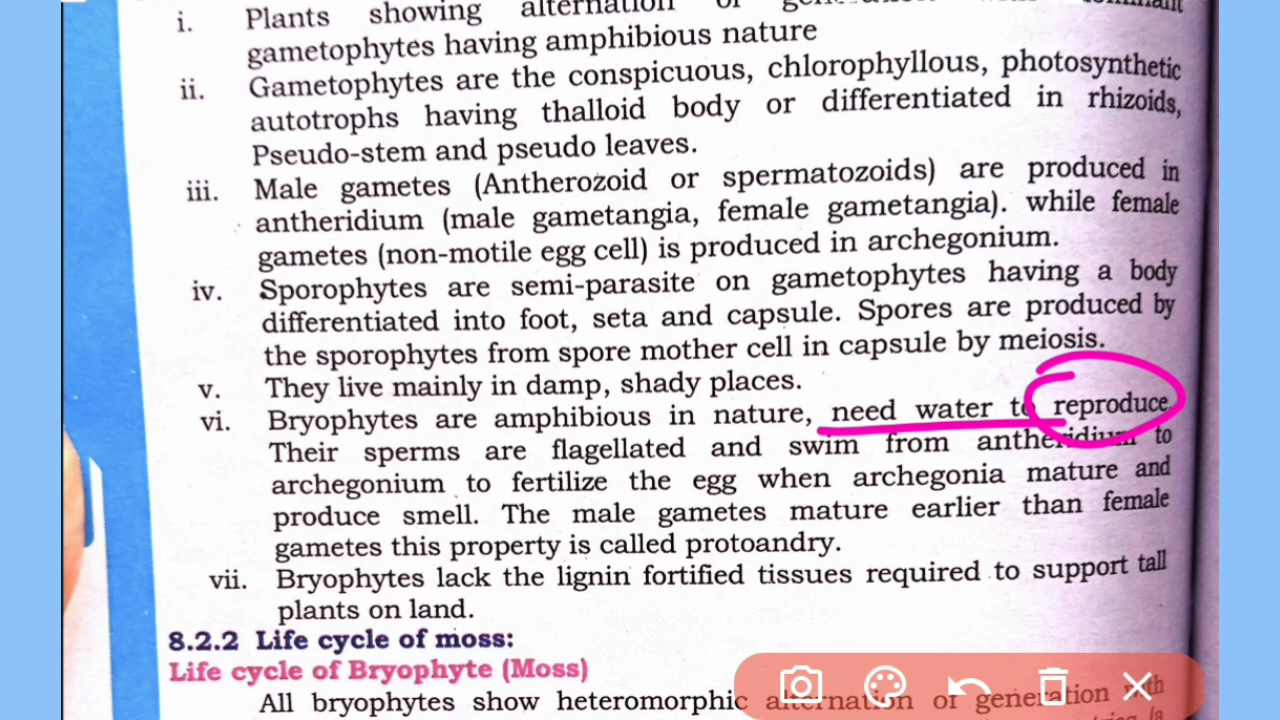 i. Plants showing alternation of
gametophytes having amphibious nature
ii. Gametophytes are the conspicuous, chlorophyllous, photosynthetic
autotrophs having thalloid body or differentiated in rhizoids,
Pseudo-stem and pseudo leaves.
iii. Male gametes (Antherozoid or spermatozoids) are produced in
antheridium (male gametangia, female gametangia). while female
gametes (non-motile egg cell) is produced in archegonium.
iv. Sporophytes are semi-parasite on gametophytes having a body
differentiated into foot, seta and capsule. Spores are produced by
the sporophytes from spore mother cell in capsule by meiosis.
v. They live mainly in damp, shady places.
vi. Bryophytes are amphibious in nature, need water to reproduce
Their sperms are flagellated and swim from antheridium to
archegonium to fertilize the egg when archegonia mature and
produce smell. The male gametes mature earlier than female
gametes this property is called protoandry.
vii. Bryophytes lack the lignin fortified tissues required to support tall
plants on land.
8.2.2 Life cycle of moss:
Life cycle of Bryophyte (Moss)
All bryophytes show heteromorphic alternation of generation with